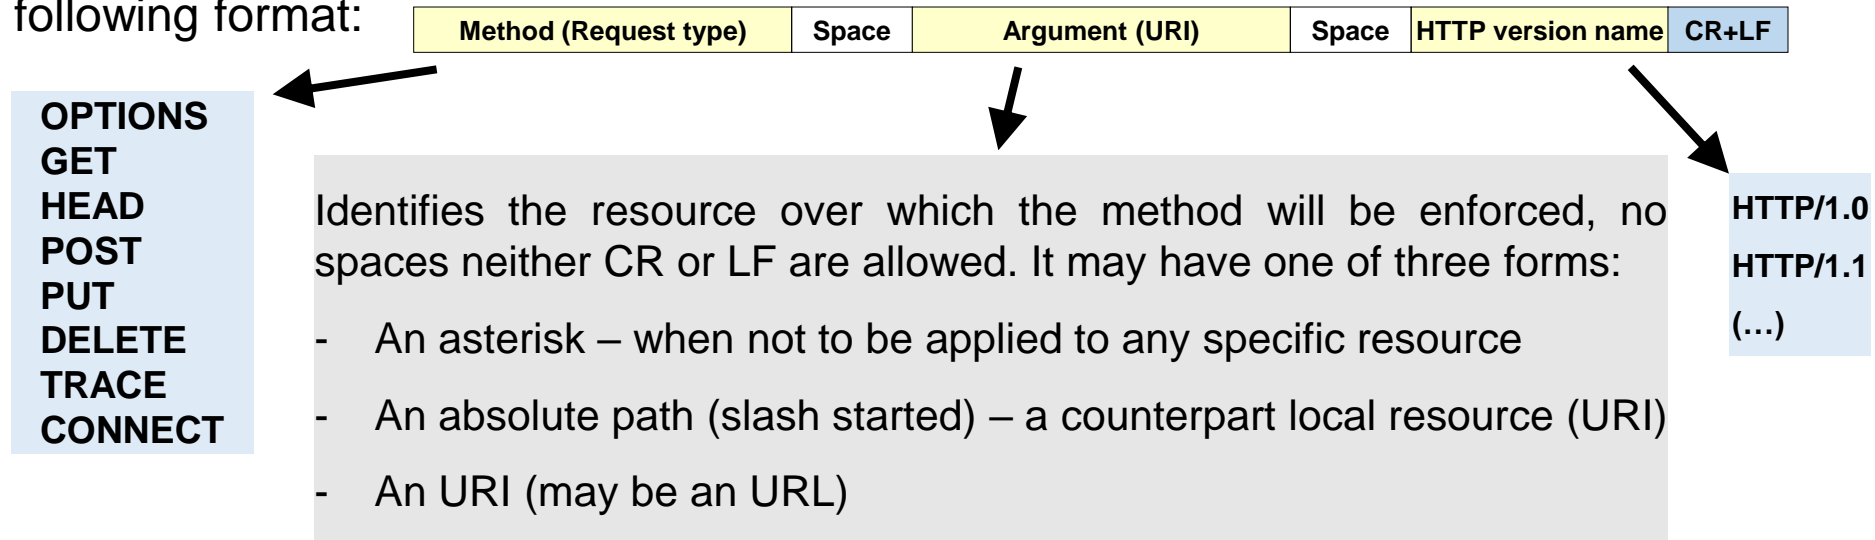 following format:
Method (Request type) Space Argument (URI) Space HTTP version name CR+LF
OPTIONS
GET
HEAD
POST
PUT
DELETE
TRACE
CONNECT
Identifies the resource over which the method will be enforced, no
spaces neither CR or LF are allowed. It may have one of three forms:
- An asterisk – when not to be applied to any specific resource
- An absolute path (slash started) – a counterpart local resource (URI)
- An URI (may be an URL)
HTTP/1.0
HTTP/1.1
(…)